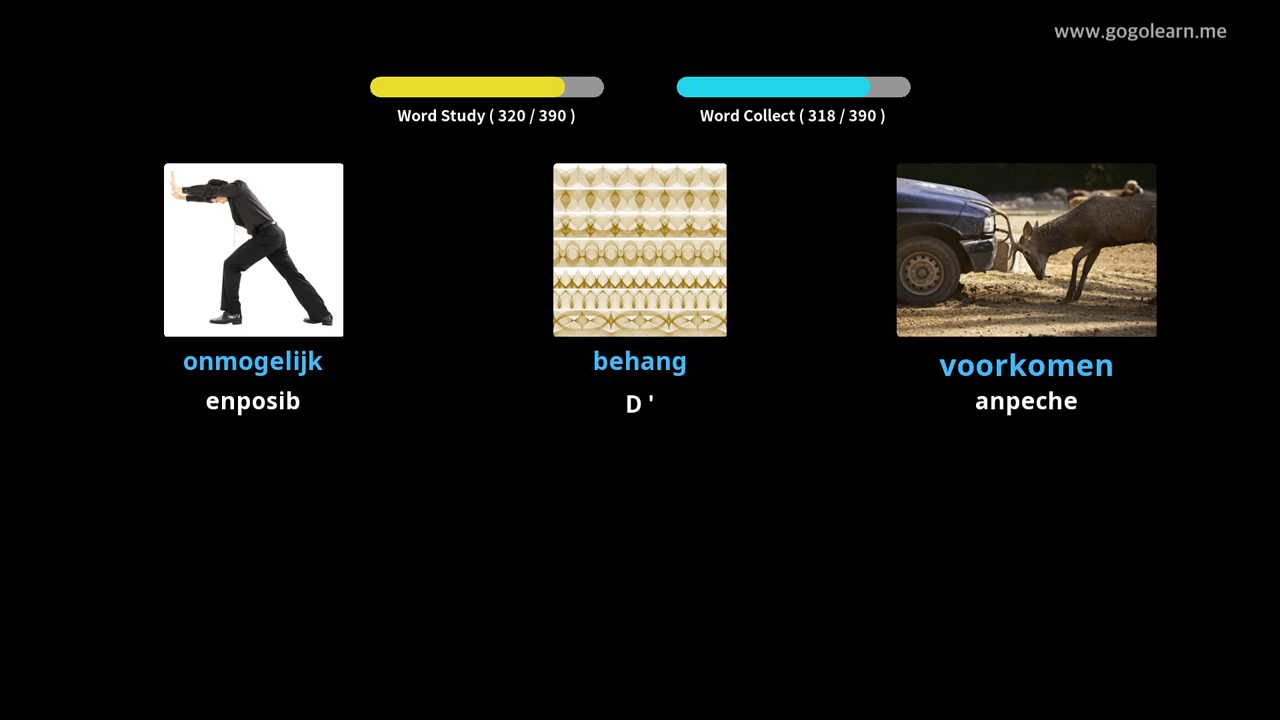 www.gogolearn.me
Word Study ( 320 / 390 )
Word Collect ( 318 / 390 )
onmogelijk
behang
voorkomen
enposib
D '
anpeche